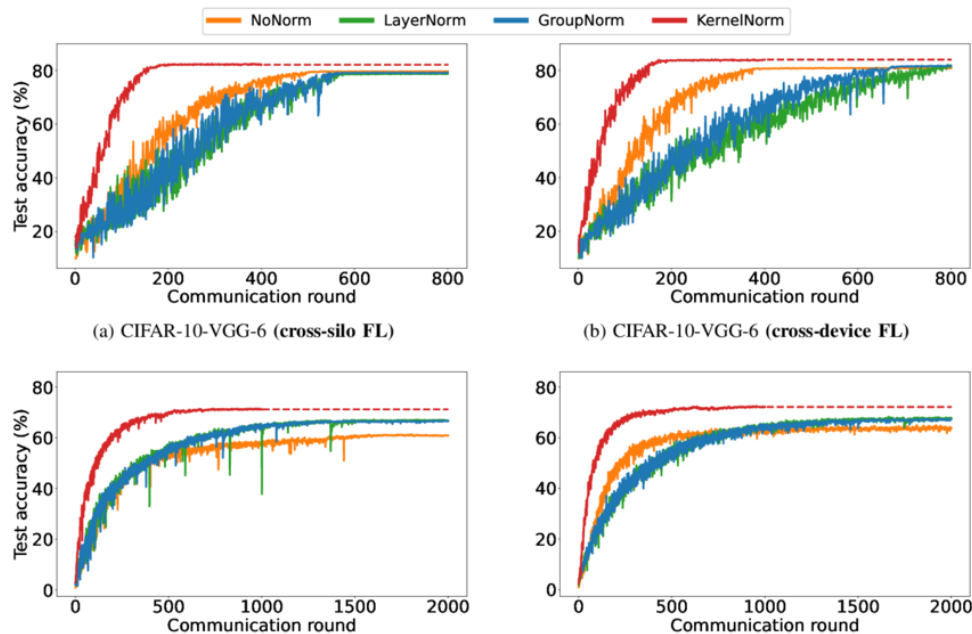 NoNorm LayerNorm GroupNorm KernelNorm
80
60
40
20
Test accuracy (%)
0 200 400 600 800
Communication round
(a) CIFAR-10-VGG-6 (cross-silo FL)
80
60
40
20
0 200 400 600 800
Communication round
(b) CIFAR-10-VGG-6 (cross-device FL)
80
60
40
20
0
Test accuracy (%)
0 500 1000 1500 2000
Communication round
80
60
40
20
0
0 500 1000 1500 2000
Communication round